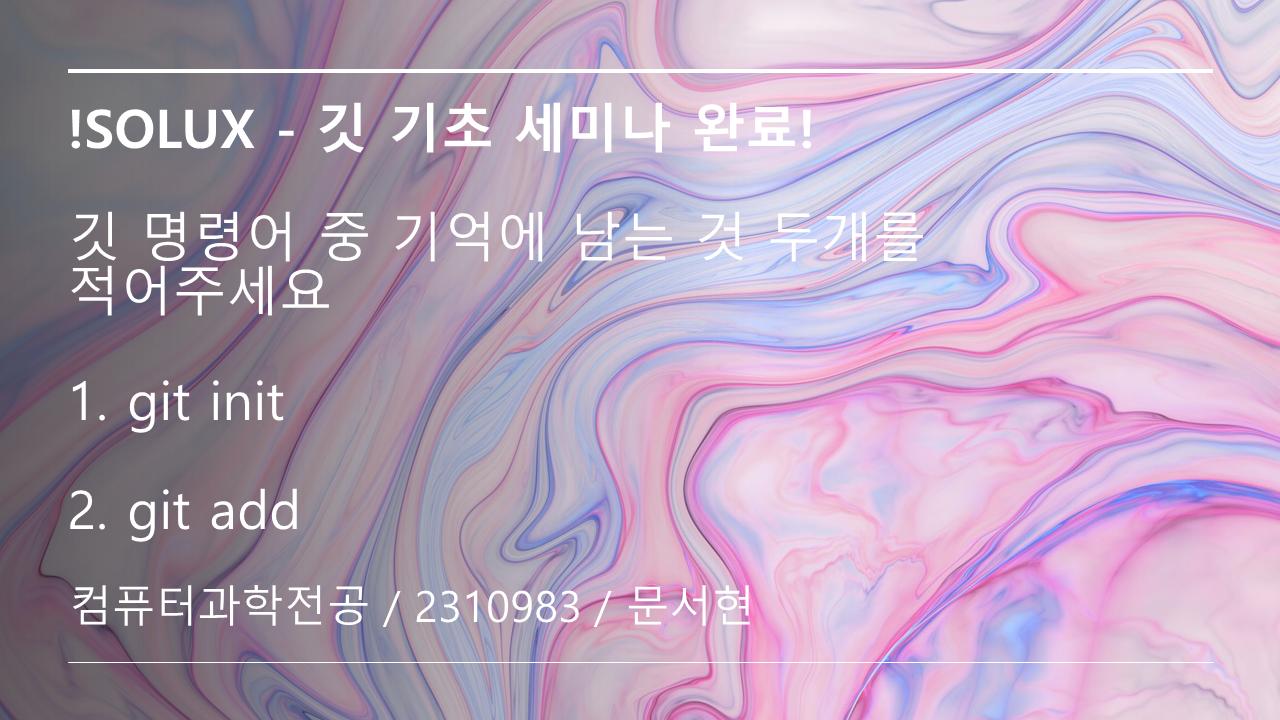 !SOLUX - 깃 기초 세미나 완료!
깃 명령어 중 기억에 남는 것 두개를
적어주세요
1. git init
2. git add
컴퓨터과학전공 / 2310983 / 문서현